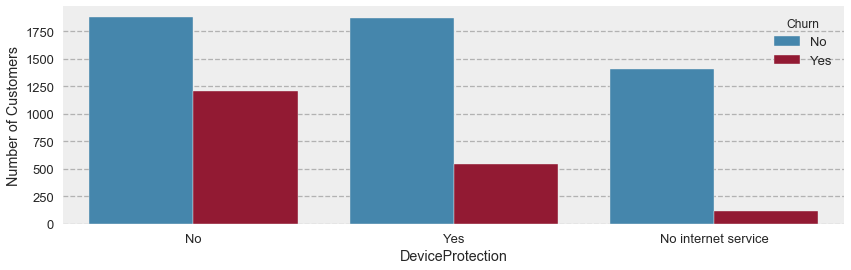 Number of Customers
1750
1500
1250
1000
750
500
250
0
Churn
No
Yes
No
Yes
No internet service
DeviceProtection